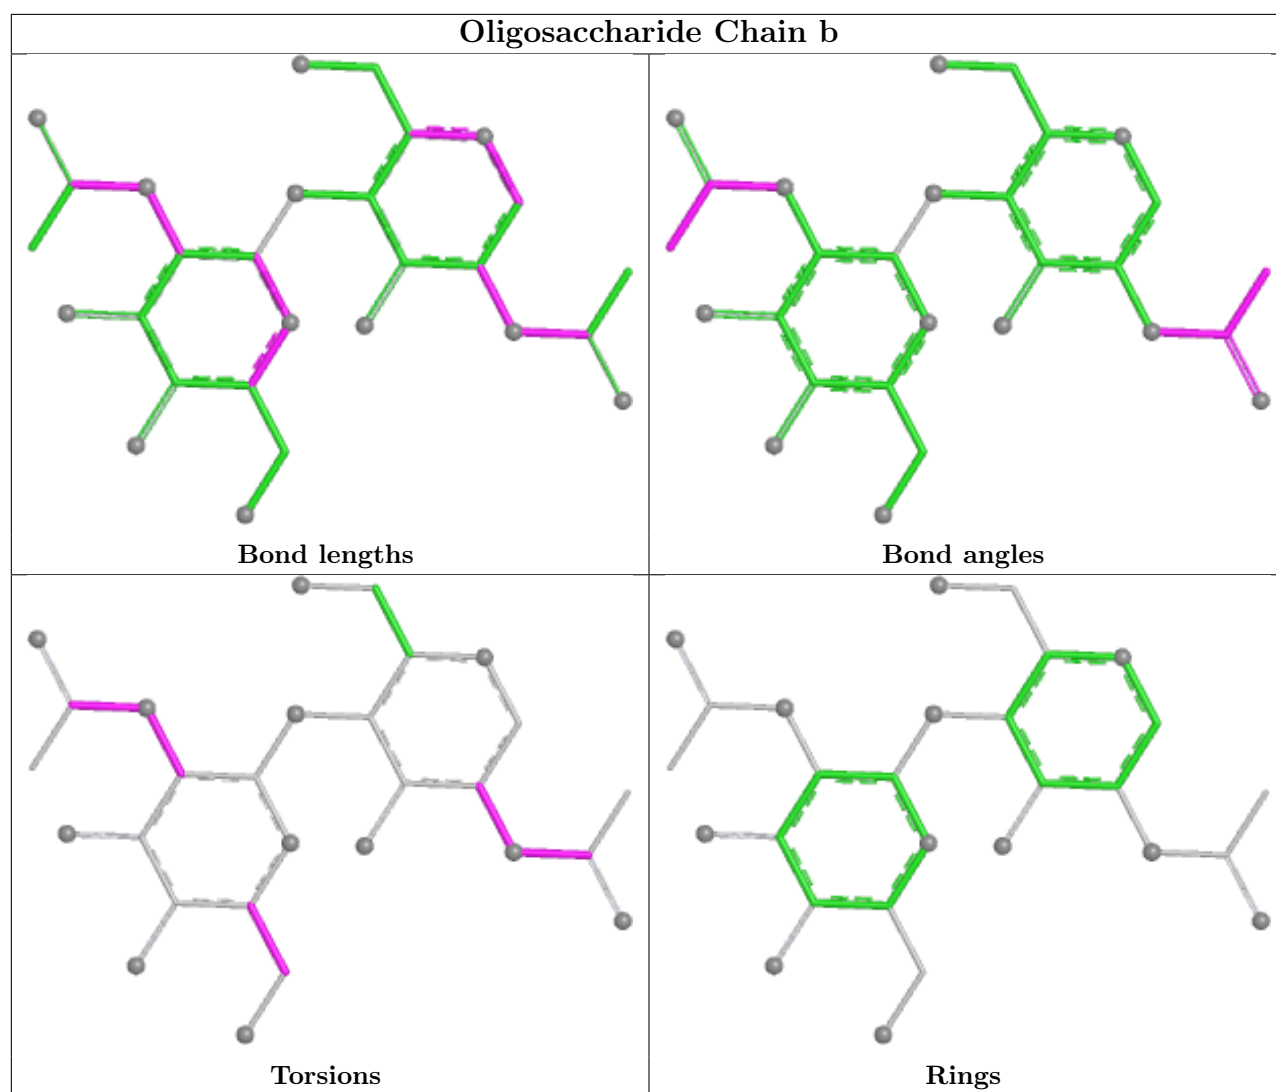 Oligosaccharide Chain b
Bond lengths
Bond angles
Torsions
Rings